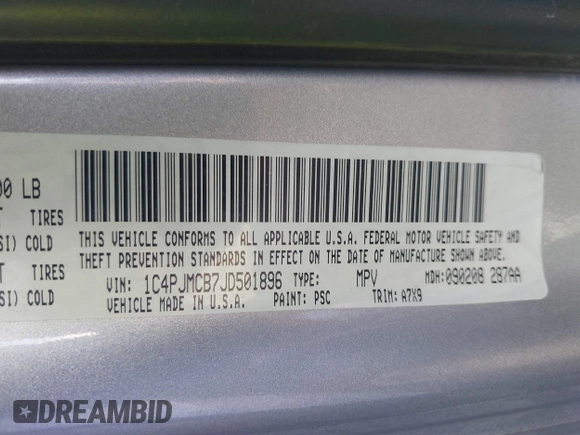 00 LB
TIRES
SI) COLD
T TIRES
SI) COLD
THIS VEHICLE CONFORMS TO ALL APPLICABLE U.S.A. FEDERAL MOTOR VEHICLE SAFETY AND
THEFT PREVENTION STANDARDS IN EFFECT ON THE DATE OF MANUFACTURE SHOWN ABOVE.
VIN: 1C4PJMCB7JD501896 TYPE: MPV MDH:090208 287AA
VEHICLE MADE IN U.S.A. PAINT: PSC TRIM: A7X9
DREAMBID